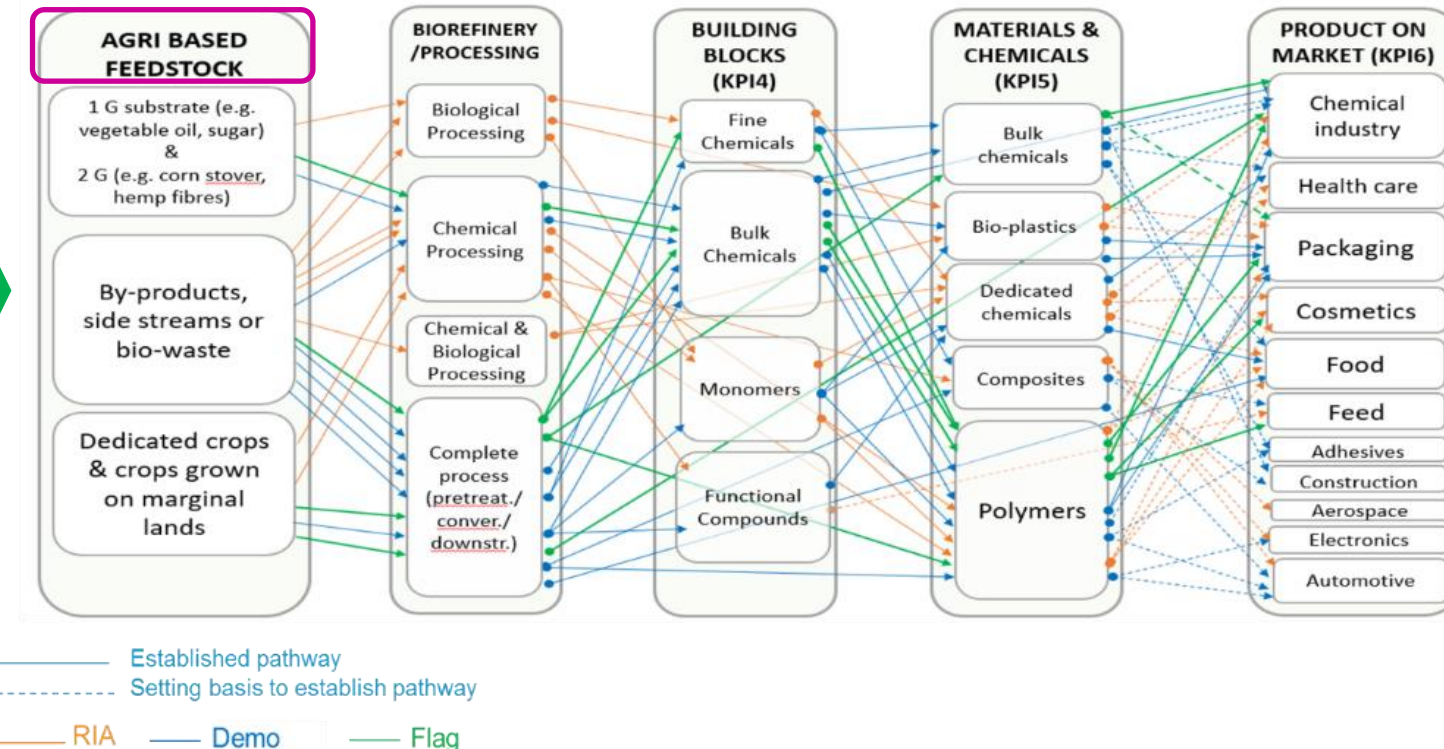 AGRI BASED
FEEDSTOCK
1 G substrate (e.g.
vegetable oil, sugar)
&
2 G (e.g. corn stover,
hemp fibres)
By-products,
side streams or
bio-waste
Dedicated crops
& crops grown
on marginal
lands
BIOREFINERY
/PROCESSING
Biological
Processing
Chemical
Processing
Chemical &
Biological
Processing
Complete
process
(pretreat./
conver./
downstr.)
BUILDING
BLOCKS
(KPI4)
Fine
Chemicals
Bulk
Chemicals
Monomers
Functional
Compounds
MATERIALS &
CHEMICALS
(KPI5)
Bulk
chemicals
Bio-plastics
Dedicated
chemicals
Composites
Polymers
PRODUCT ON
MARKET (KPI6)
Chemical
industry
Health care
Packaging
Cosmetics
Food
Feed
Adhesives
Construction
Aerospace
Electronics
Automotive
Established pathway
Setting basis to establish pathway
RIA Demo Flag